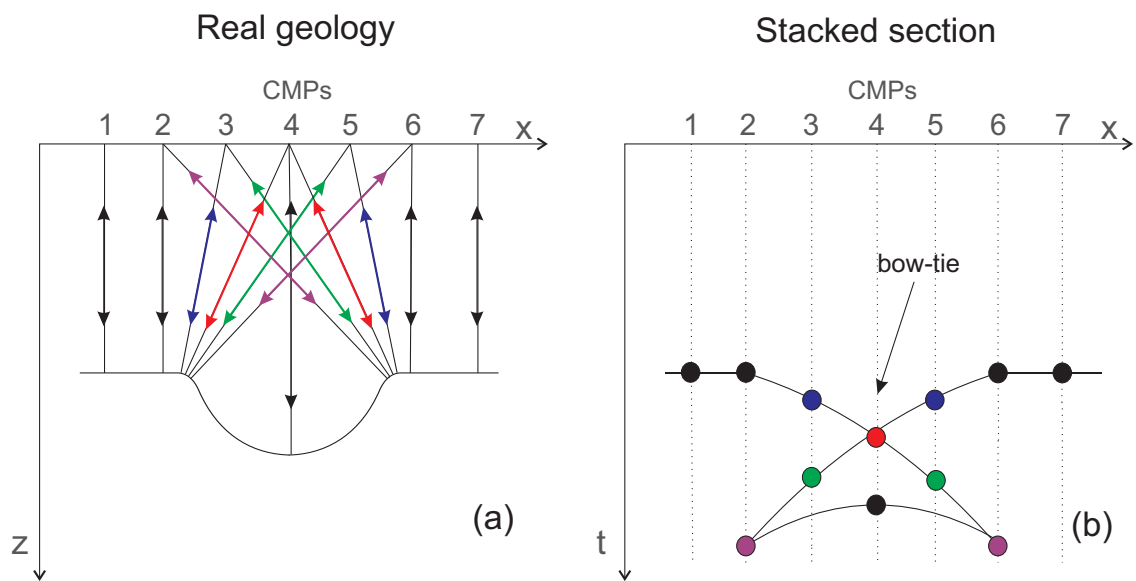 Real geology
CMPs
1 2 3 4 5 6 7 x
z
(a)
Stacked section
CMPs
1 2 3 4 5 6 7 x
bow-tie
t
(b)